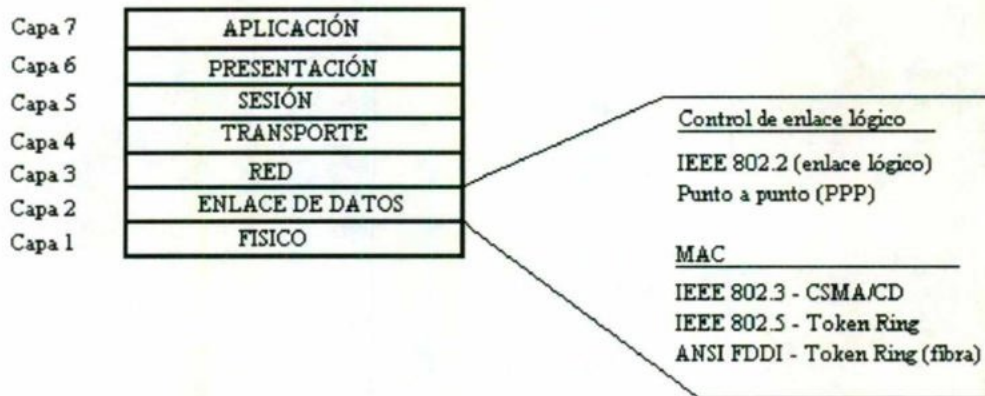 Capa 7 APLICACIÓN
Capa 6 PRESENTACIÓN
Capa 5 SESIÓN
Capa 4 TRANSPORTE
Capa 3 RED
Capa 2 ENLACE DE DATOS
Capa 1 FISICO
Control de enlace lógico
IEEE 802.2 (enlace lógico)
Punto a punto (PPP)
MAC
IEEE 802.3 - CSMA/CD
IEEE 802.5 - Token Ring
ANSI FDDI - Token Ring (fibra)